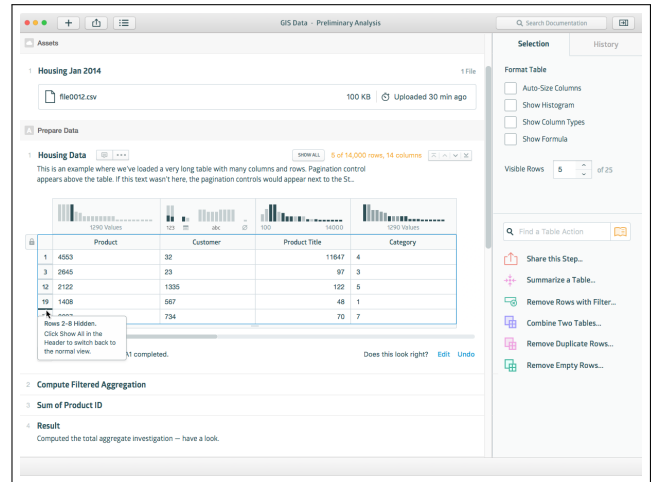 GIS Data - Preliminary Analysis
Search Documentation
Assets
1 Housing Jan 2014 1 File
file0012.csv 100 KB Uploaded 30 min ago
Prepare Data
1 Housing Data SHOW ALL 5 of 14,000 rows, 14 columns
This is an example where we've loaded a very long table with many columns and rows. Pagination control
appears above the table. If this text wasn't here, the pagination controls would appear next to the St...
1290 Values 123 abc 100 14000 1290 Values
Product Customer Product Title Category
1 4553 32 11647 4
3 2645 23 97 3
12 2122 1335 122 5
19 1408 567 48 1
734 70 7
Rows 2-8 Hidden.
Click Show All in the
Header to switch back to
the normal view.
completed. Does this look right? Edit Undo
2 Compute Filtered Aggregation
3 Sum of Product ID
4 Result
Computed the total aggregate investigation — have a look.
Selection History
Format Table
Auto-Size Columns
Show Histogram
Show Column Types
Show Formula
Visible Rows 5 of 25
Find a Table Action
Share this Step...
Summarize a Table...
Remove Rows with Filter...
Combine Two Tables...
Remove Duplicate Rows...
Remove Empty Rows...